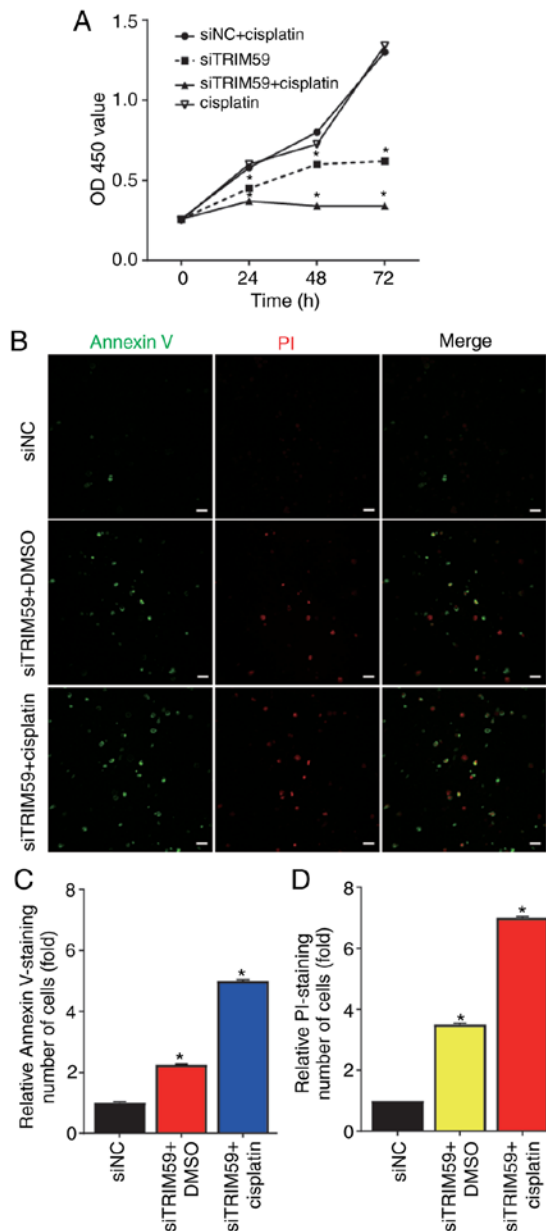 A
siNC+cisplatin
siTRIM59
siTRIM59+cisplatin
cisplatin
1.5
1.0
0.5
0.0
OD 450 value
*
*
*
*
*
*
0
24
48
72
Time (h)
B
Annexin V
PI
Merge
siNC
siTRIM59+DMSO
siTRIM59+cisplatin
C
Relative Annexin V-staining
number of cells (fold)
8
6
4
2
0
*
*
siNC
siTRIM59+
DMSO
siTRIM59+
cisplatin
D
Relative PI-staining
number of cells (fold)
8
6
4
2
0
*
*
siNC
siTRIM59+
DMSO
siTRIM59+
cisplatin